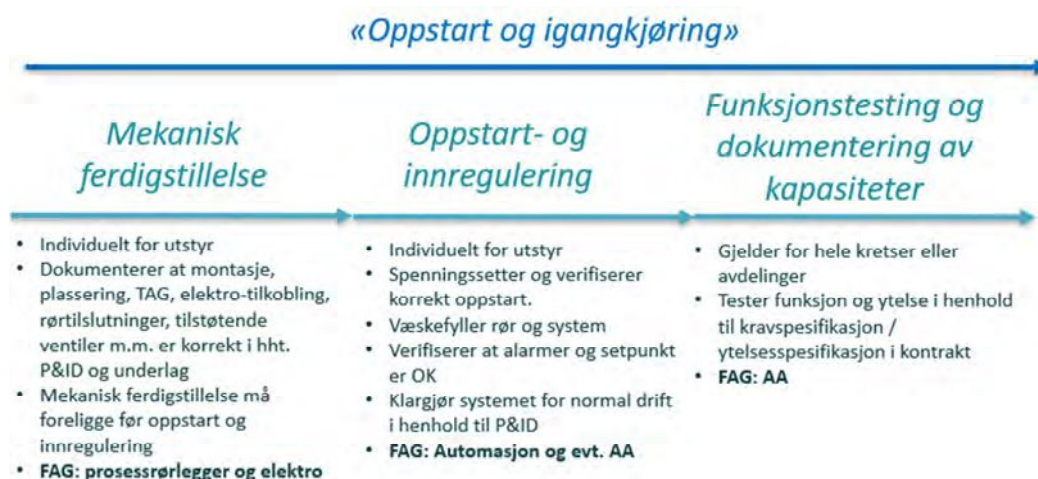 «Oppstart og igangkjøring»
Mekanisk
ferdigstillelse
• Individuelt for utstyr
• Dokumenterer at montasje,
plassering, TAG, elektro-tilkobling,
rørtilslutninger, tilstøtende
ventiler m.m. er korrekt i hht.
P&ID og underlag
• Mekanisk ferdigstillelse må
foreligge før oppstart og
innregulering
• FAG: prosessrørlegger og elektro
Oppstart- og
innregulering
• Individuelt for utstyr
• Spenningssetter og verifiserer
korrekt oppstart.
• Væskefyller rør og system
• Verifiserer at alarmer og setpunkt
er OK
• Klargjør systemet for normal drift
i henhold til P&ID
• FAG: Automasjon og evt. AA
Funksjonstesting og
dokumentering av
kapasiteter
• Gjelder for hele kretser eller
avdelinger
• Tester funksjon og ytelse i henhold
til kravspesifikasjon /
ytelsesspesifikasjon i kontrakt
• FAG: AA